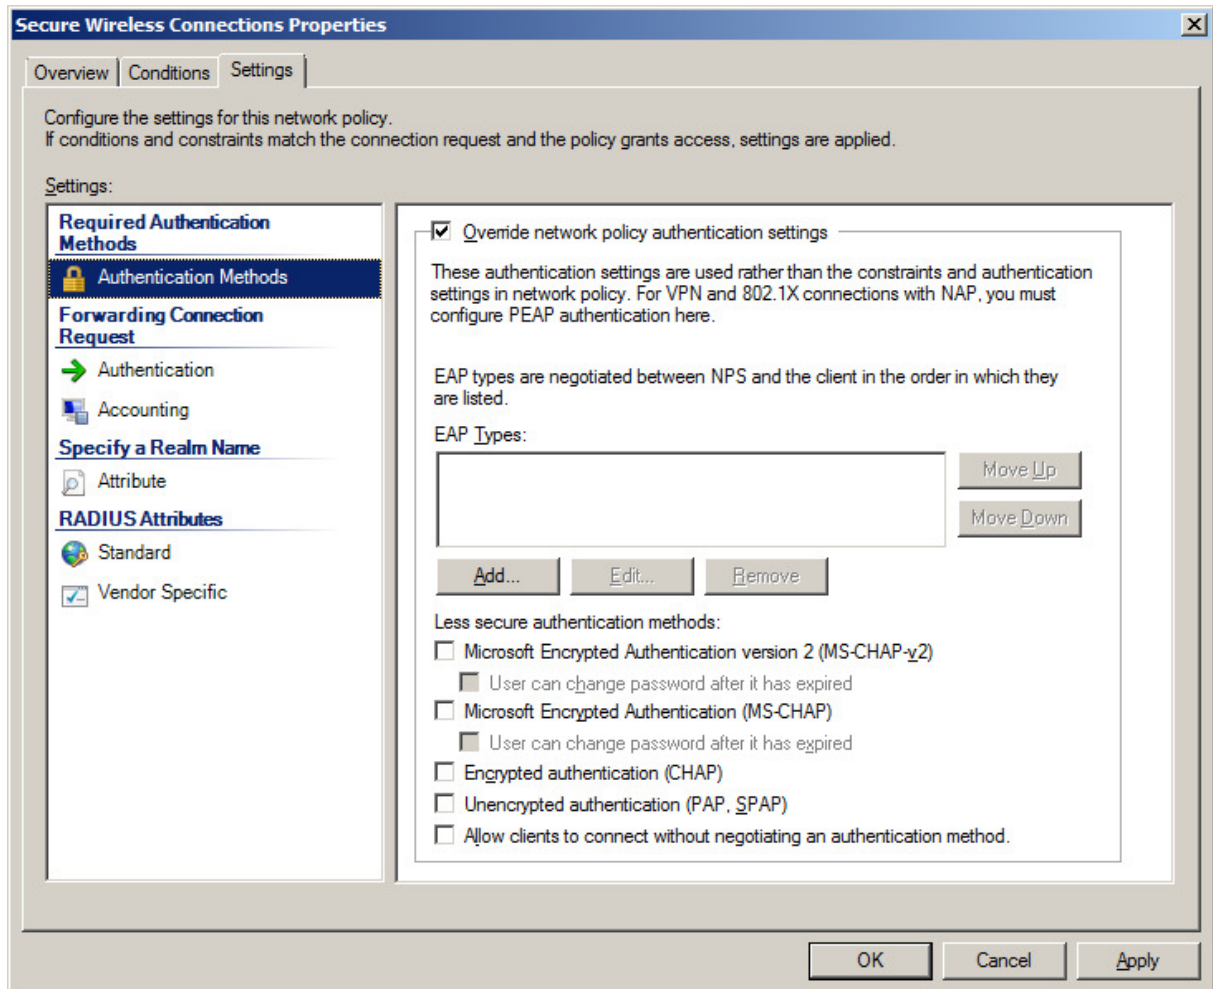 Secure Wireless Connections Properties
Overview
Conditions
Settings
Configure the settings for this network policy.
If conditions and constraints match the connection request and the policy grants access, settings are applied.
Settings:
Required Authentication
Methods
Authentication Methods
Forwarding Connection
Request
Authentication
Accounting
Specify a Realm Name
Attribute
RADIUS Attributes
Standard
Vendor Specific
Override network policy authentication settings
These authentication settings are used rather than the constraints and authentication
settings in network policy. For VPN and 802.1X connections with NAP, you must
configure PEAP authentication here.
EAP types are negotiated between NPS and the client in the order in which they
are listed.
EAP Types:
Move Up
Move Down
Add...
Edit...
Remove
Less secure authentication methods:
Microsoft Encrypted Authentication version 2 (MS-CHAP-v2)
User can change password after it has expired
Microsoft Encrypted Authentication (MS-CHAP)
User can change password after it has expired
Encrypted authentication (CHAP)
Unencrypted authentication (PAP, SPAP)
Allow clients to connect without negotiating an authentication method.
OK
Cancel
Apply